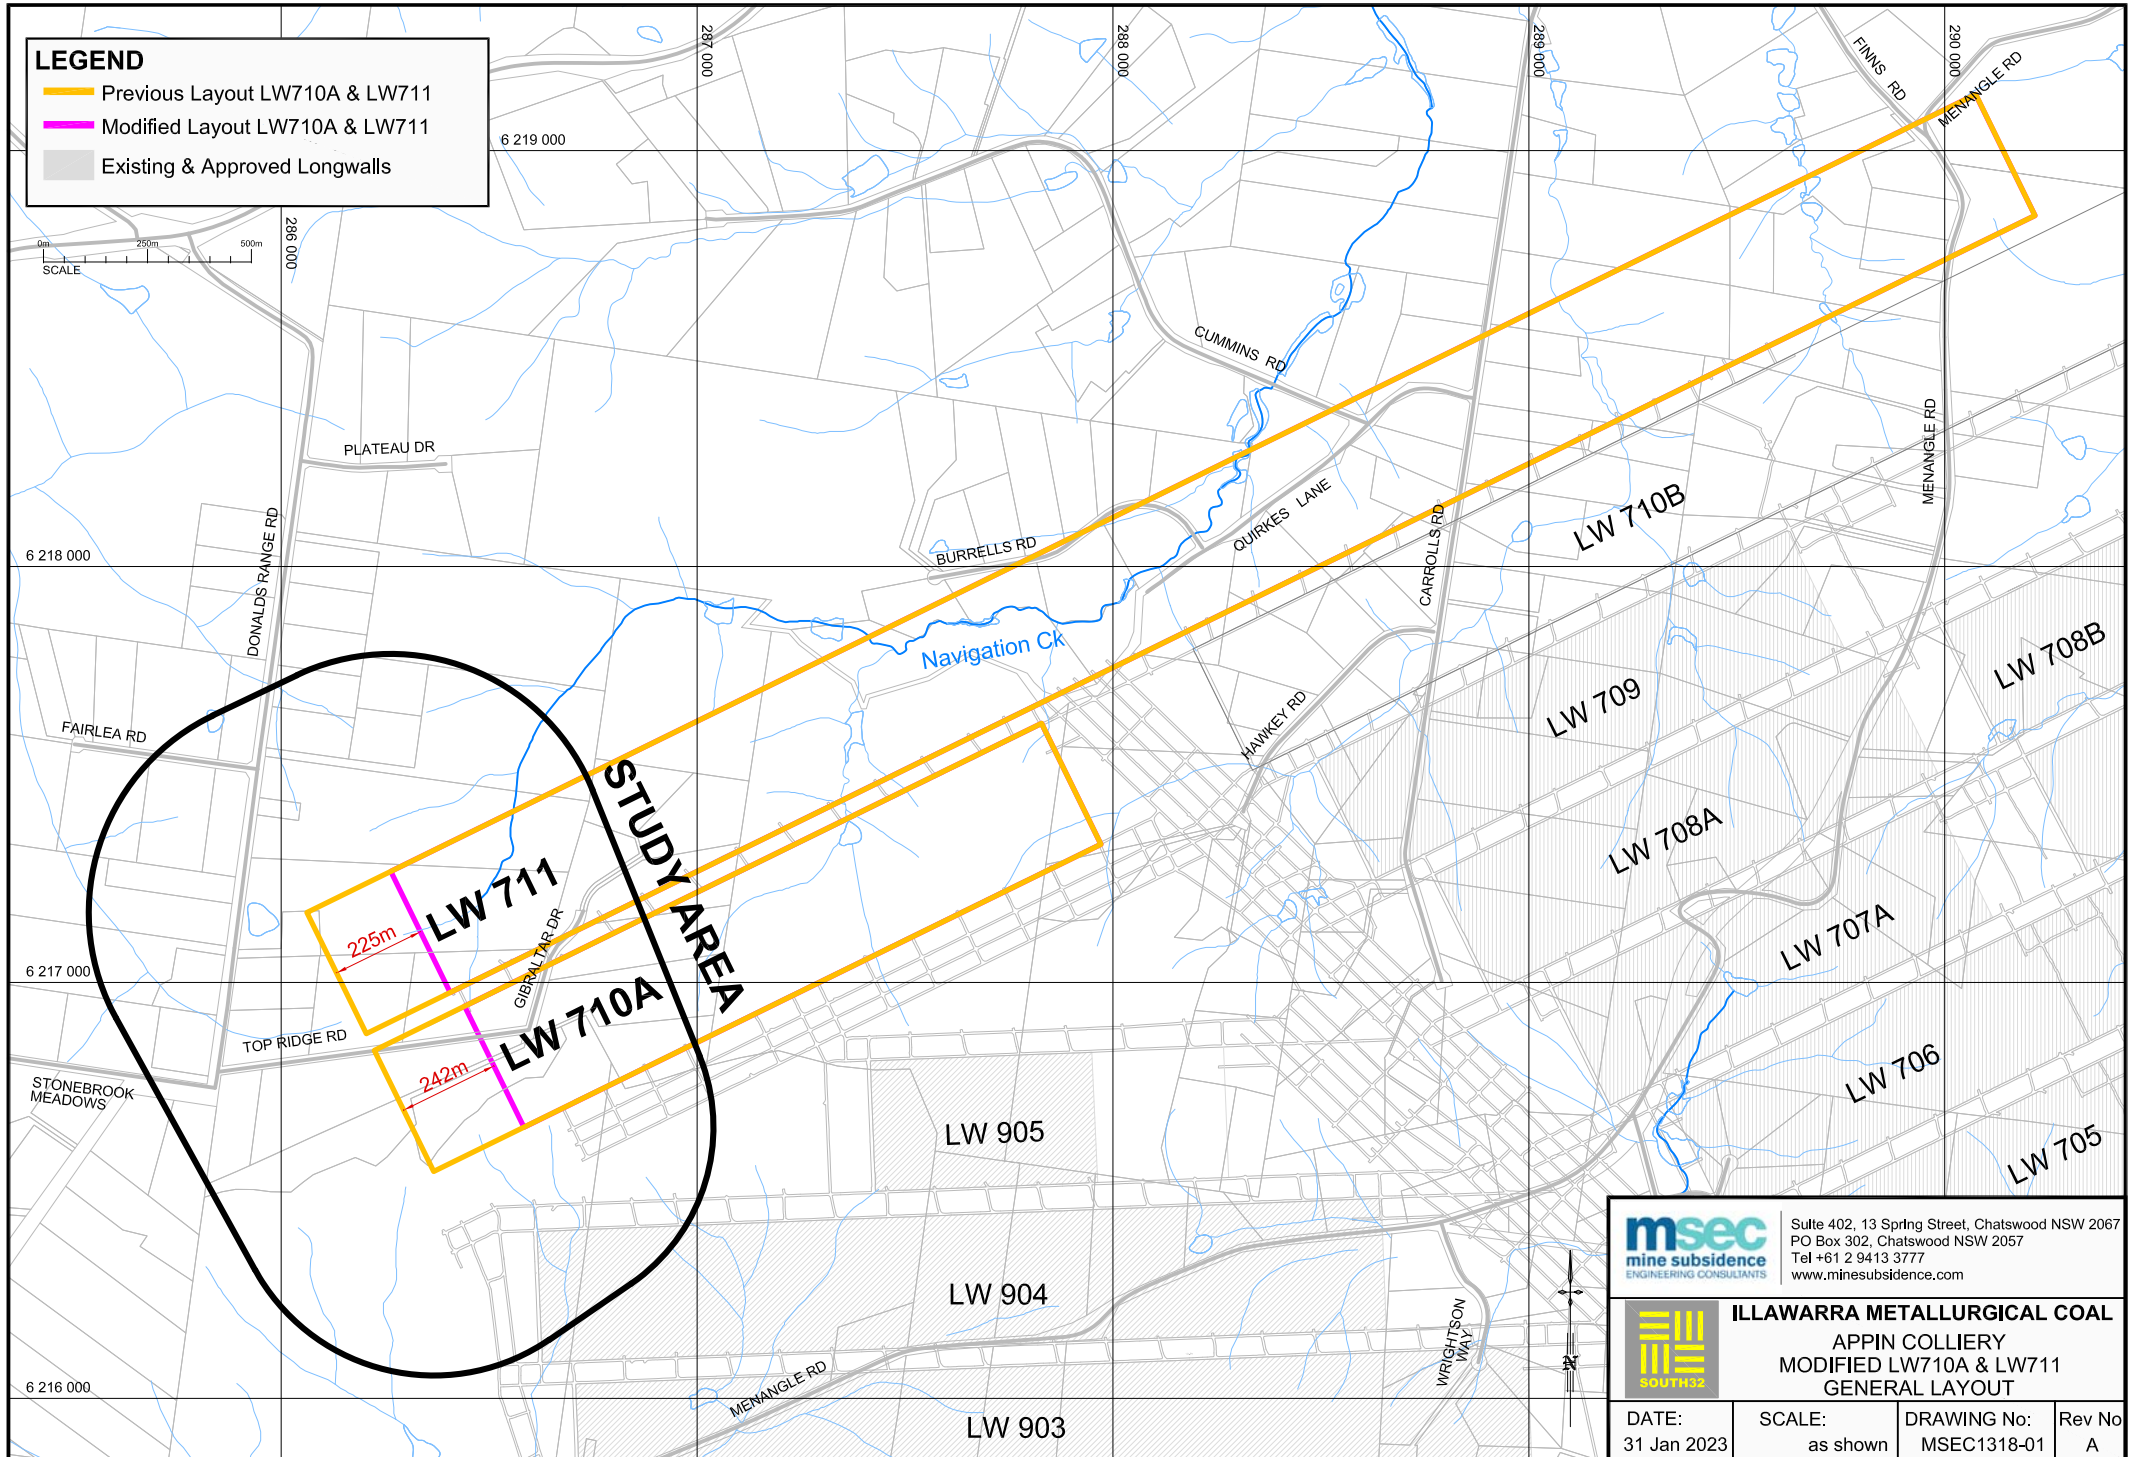 LEGEND
Previous Layout LW710A & LW711
Modified Layout LW710A & LW711
Existing & Approved Longwalls
0m 250m 500m
SCALE
286 000
287 000
288 000
289 000
290 000
6 219 000
6 218 000
6 217 000
6 216 000
FINNS RD
MENANGLE RD
CUMMINS RD
PLATEAU DR
DONALDS RANGE RD
BURRELLS RD
QUIRKES LANE
CARROLLS RD
MENANGLE RD
Navigation Ck
HAWKEY RD
FAIRLEA RD
GIBRALTAR DR
TOP RIDGE RD
STONEBROOK
MEADOWS
MENANGLE RD
WRIGHTSON
WAY
STUDY AREA
LW 711
225m
LW 710A
242m
LW 710B
LW 709
LW 708B
LW 708A
LW 707A
LW 706
LW 705
LW 905
LW 904
LW 903
N
msec
mine subsidence
ENGINEERING CONSULTANTS
Suite 402, 13 Spring Street, Chatswood NSW 2067
PO Box 302, Chatswood NSW 2057
Tel +61 2 9413 3777
www.minesubsidence.com
SOUTH32
ILLAWARRA METALLURGICAL COAL
APPIN COLLIERY
MODIFIED LW710A & LW711
GENERAL LAYOUT
DATE:
31 Jan 2023
SCALE:
as shown
DRAWING No:
MSEC1318-01
Rev No
A